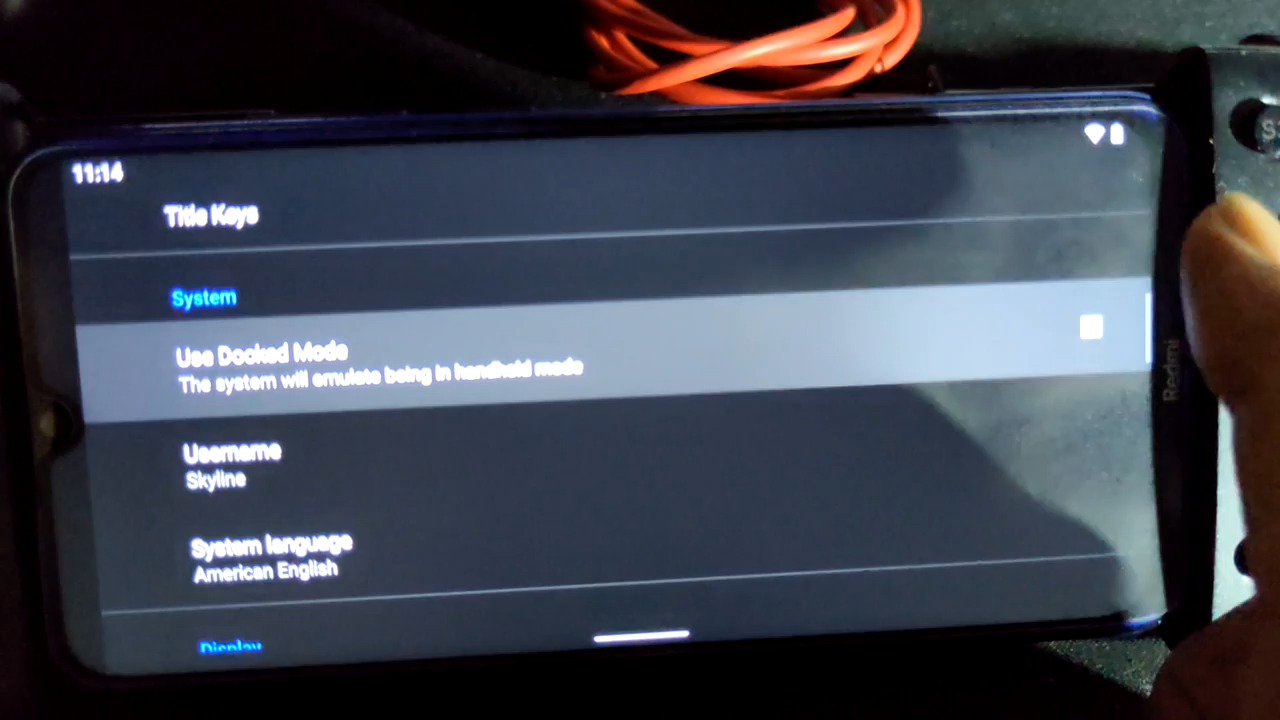 11:14
Title Keys
System
Use Docked Mode
The system will emulate being in handheld mode
Username
Skyline
System language
American English
Display
Redmi
S